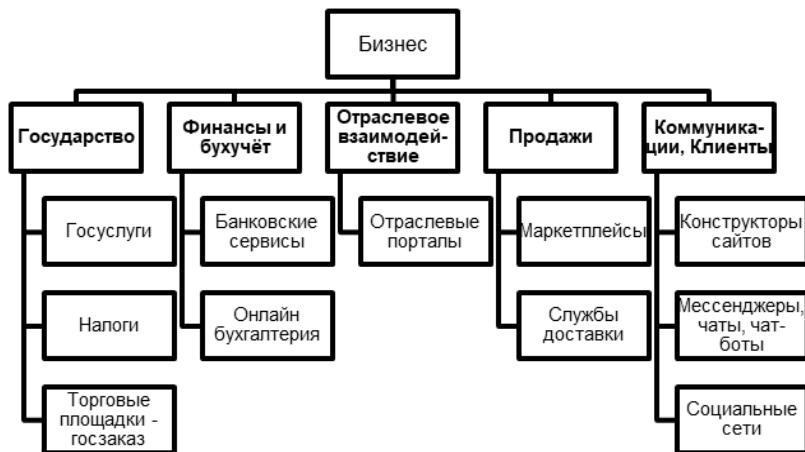 Бизнес
Государство
Финансы и
бухучёт
Отраслевое
взаимодей-
ствие
Продажи
Коммуника-
ции, Клиенты
Госуслуги
Банковские
сервисы
Отраслевые
порталы
Маркетплейсы
Конструкторы
сайтов
Налоги
Онлайн
бухгалтерия
Службы
доставки
Мессенджеры,
чаты, чат-
боты
Торговые
площадки -
госзаказ
Социальные
сети